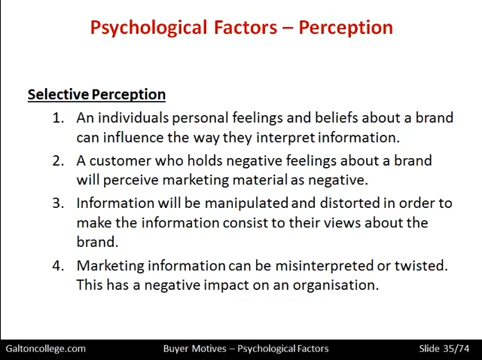 Psychological Factors – Perception
Selective Perception
1. An individuals personal feelings and beliefs about a brand
can influence the way they interpret information.
2. A customer who holds negative feelings about a brand
will perceive marketing material as negative.
3. Information will be manipulated and distorted in order to
make the information consist to their views about the
brand.
4. Marketing information can be misinterpreted or twisted.
This has a negative impact on an organisation.
Galtoncollege.com Buyer Motives – Psychological Factors Slide 35/74